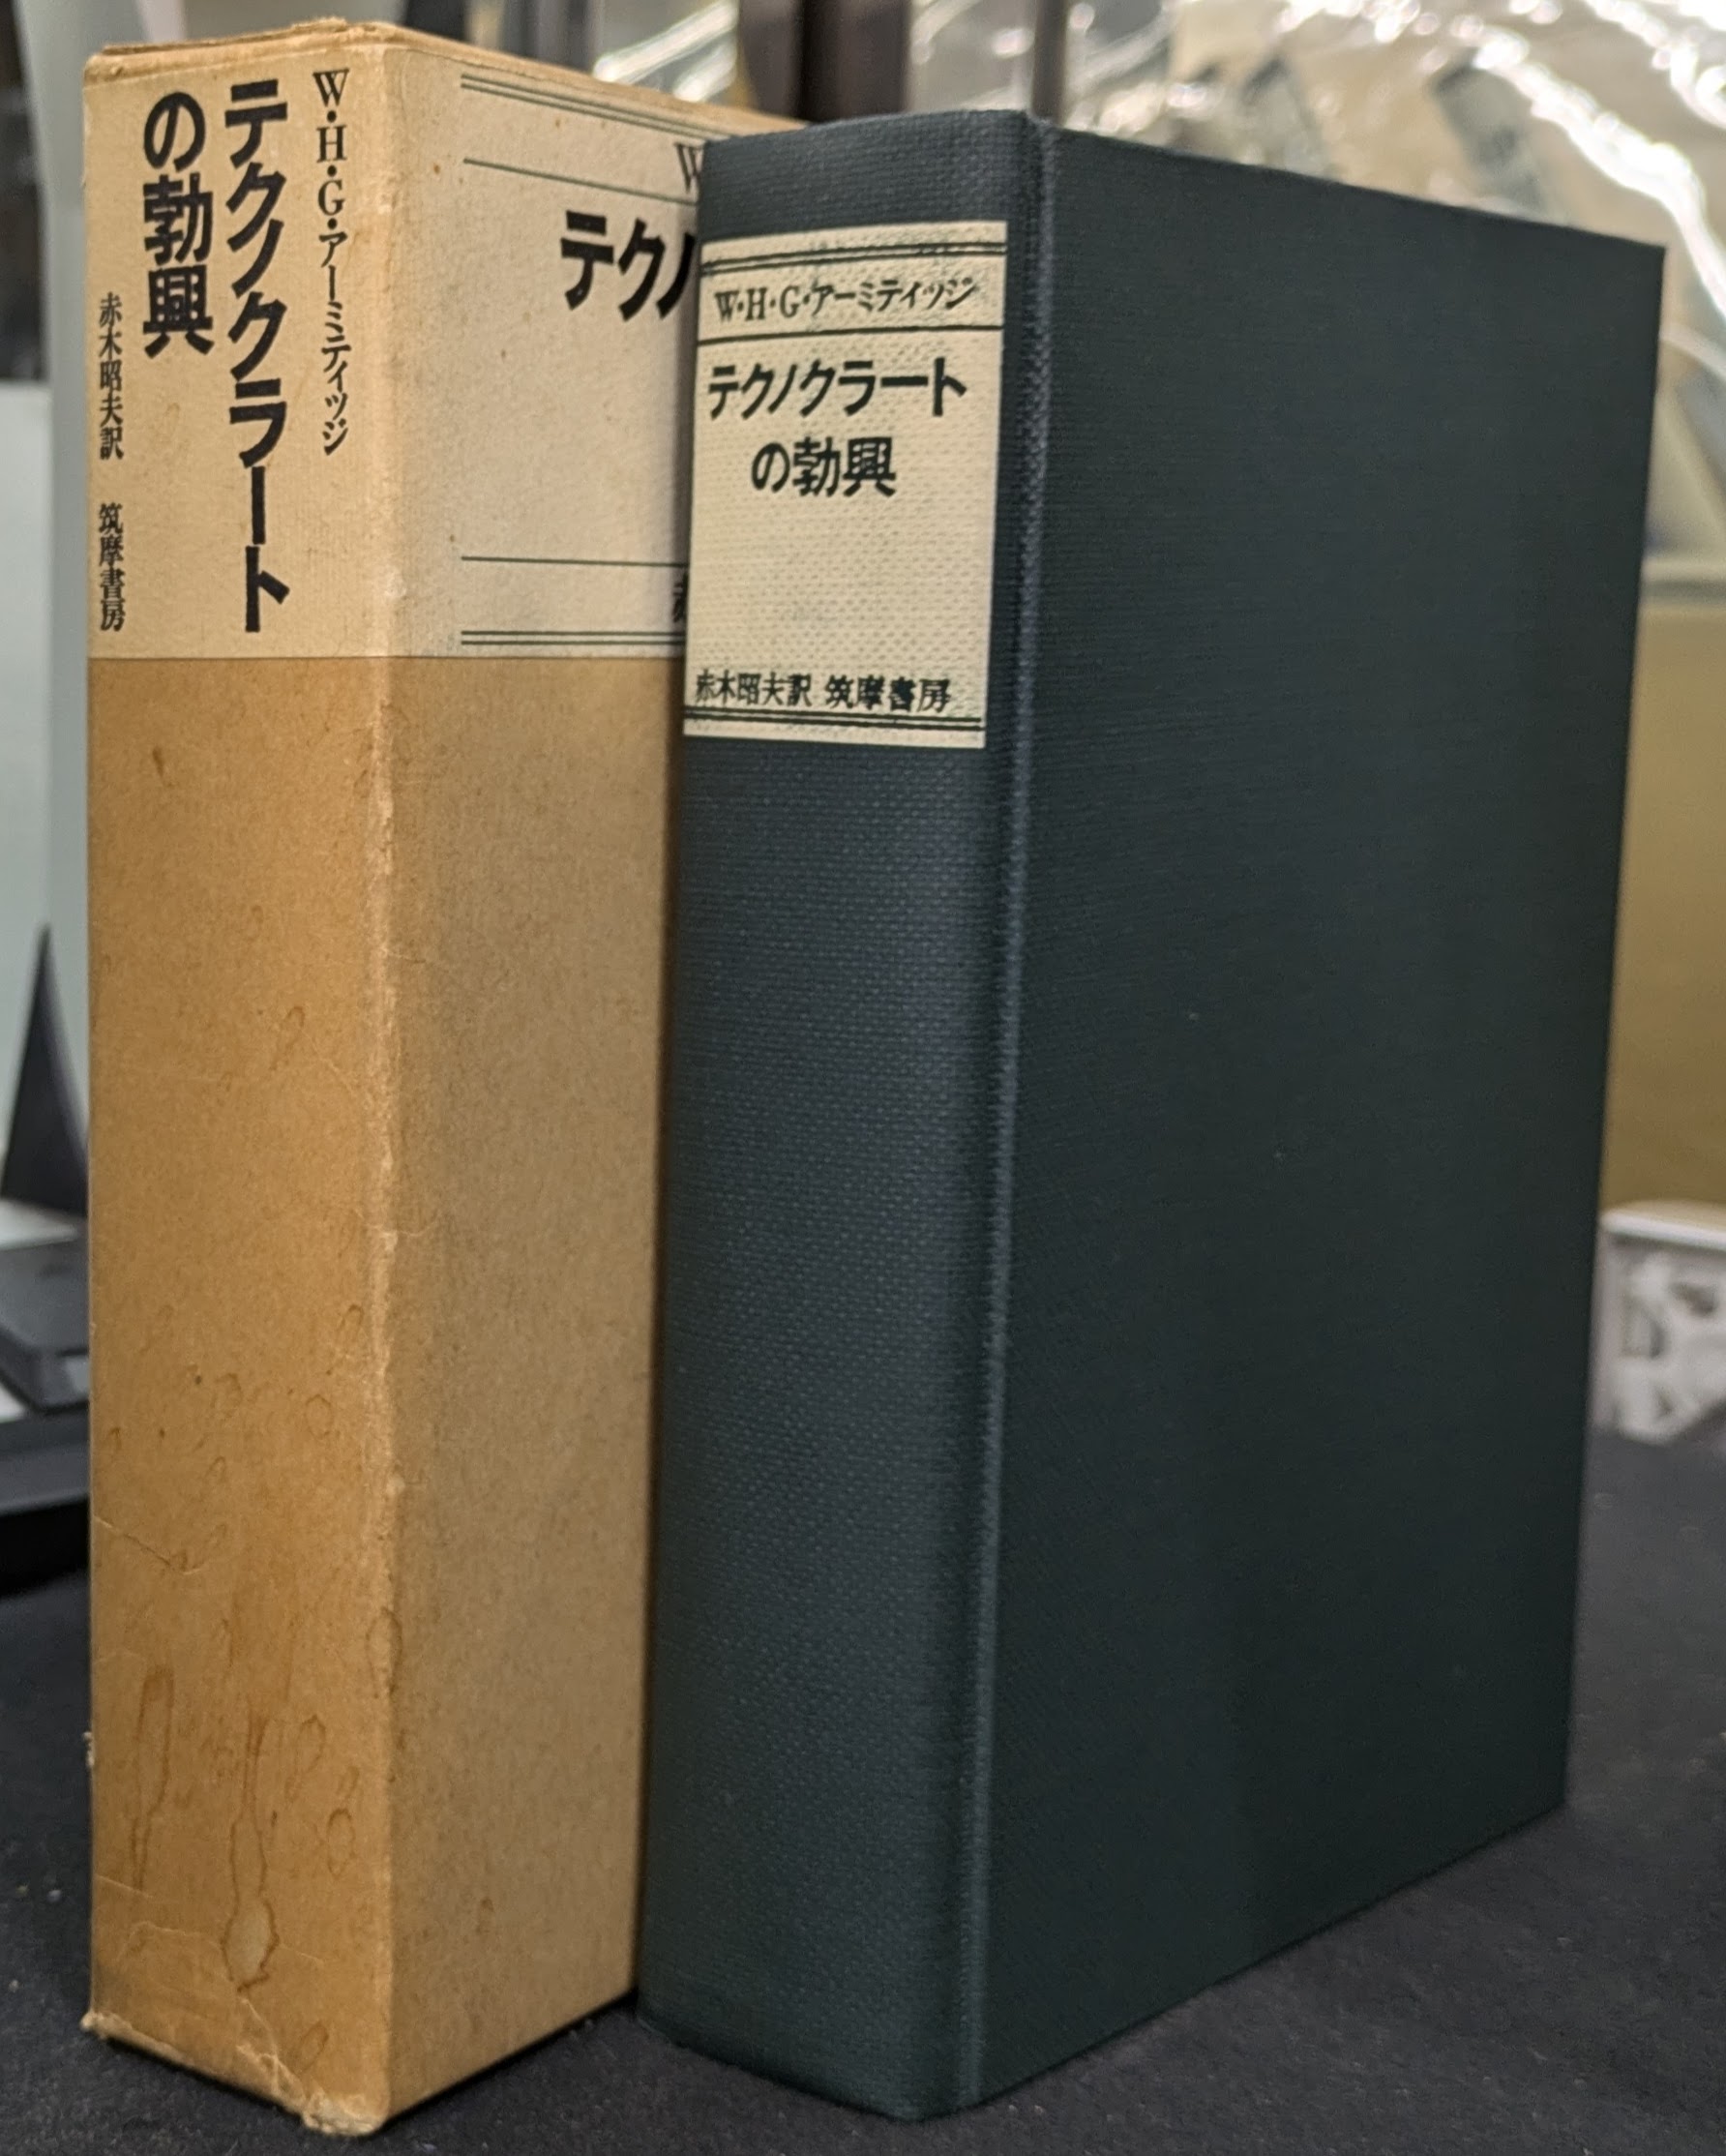 W・H・G・アーミティッジ
テクノクラート
の勃興
赤木昭夫訳 筑摩書房
W
テクノ
赤
W・H・G・アーミティッジ
テクノクラート
の勃興
赤木昭夫訳 筑摩書房